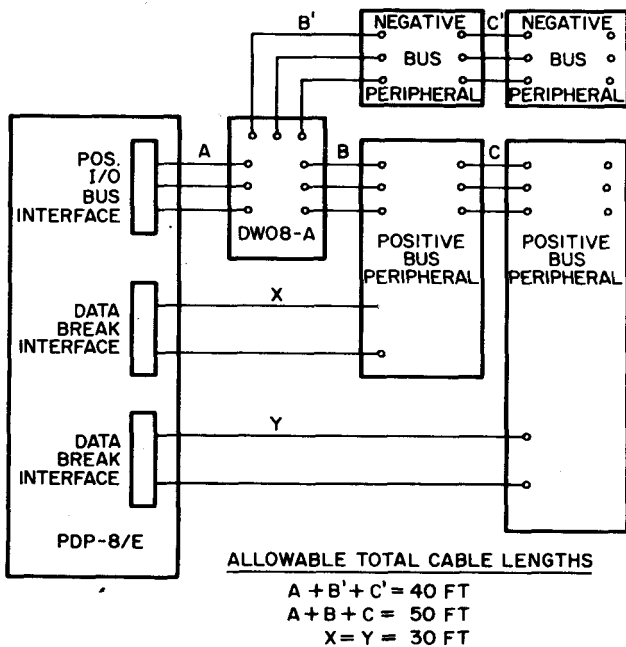 B'
NEGATIVE
BUS
PERIPHERAL
C'
NEGATIVE
BUS
PERIPHERAL
POS.
I/O
BUS
INTERFACE
A
DW08-A
B
POSITIVE
BUS
PERIPHERAL
C
POSITIVE
BUS
PERIPHERAL
DATA
BREAK
INTERFACE
X
DATA
BREAK
INTERFACE
Y
PDP-8/E
ALLOWABLE TOTAL CABLE LENGTHS
A + B' + C' = 40 FT
A + B + C = 50 FT
X = Y = 30 FT